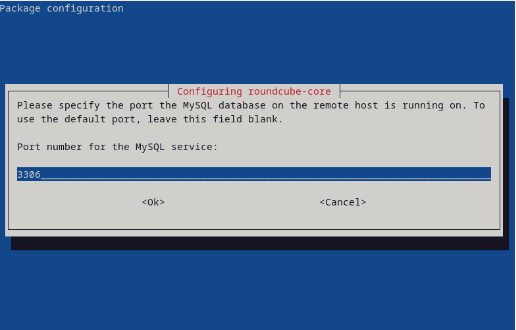 Package configuration
Configuring roundcube-core
Please specify the port the MySQL database on the remote host is running on. To
use the default port, leave this field blank.
Port number for the MySQL service:
3306
<Ok> <Cancel>